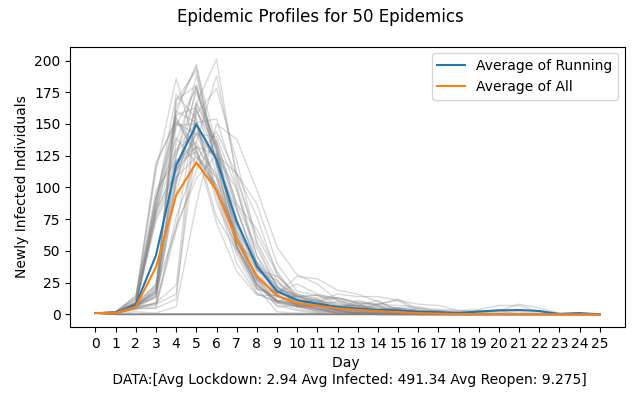 Epidemic Profiles for 50 Epidemics
Newly Infected Individuals
200
175
150
125
100
75
50
25
0
Average of Running
Average of All
0 1 2 3 4 5 6 7 8 9 10 11 12 13 14 15 16 17 18 19 20 21 22 23 24 25
Day
DATA:[Avg Lockdown: 2.94 Avg Infected: 491.34 Avg Reopen: 9.275]